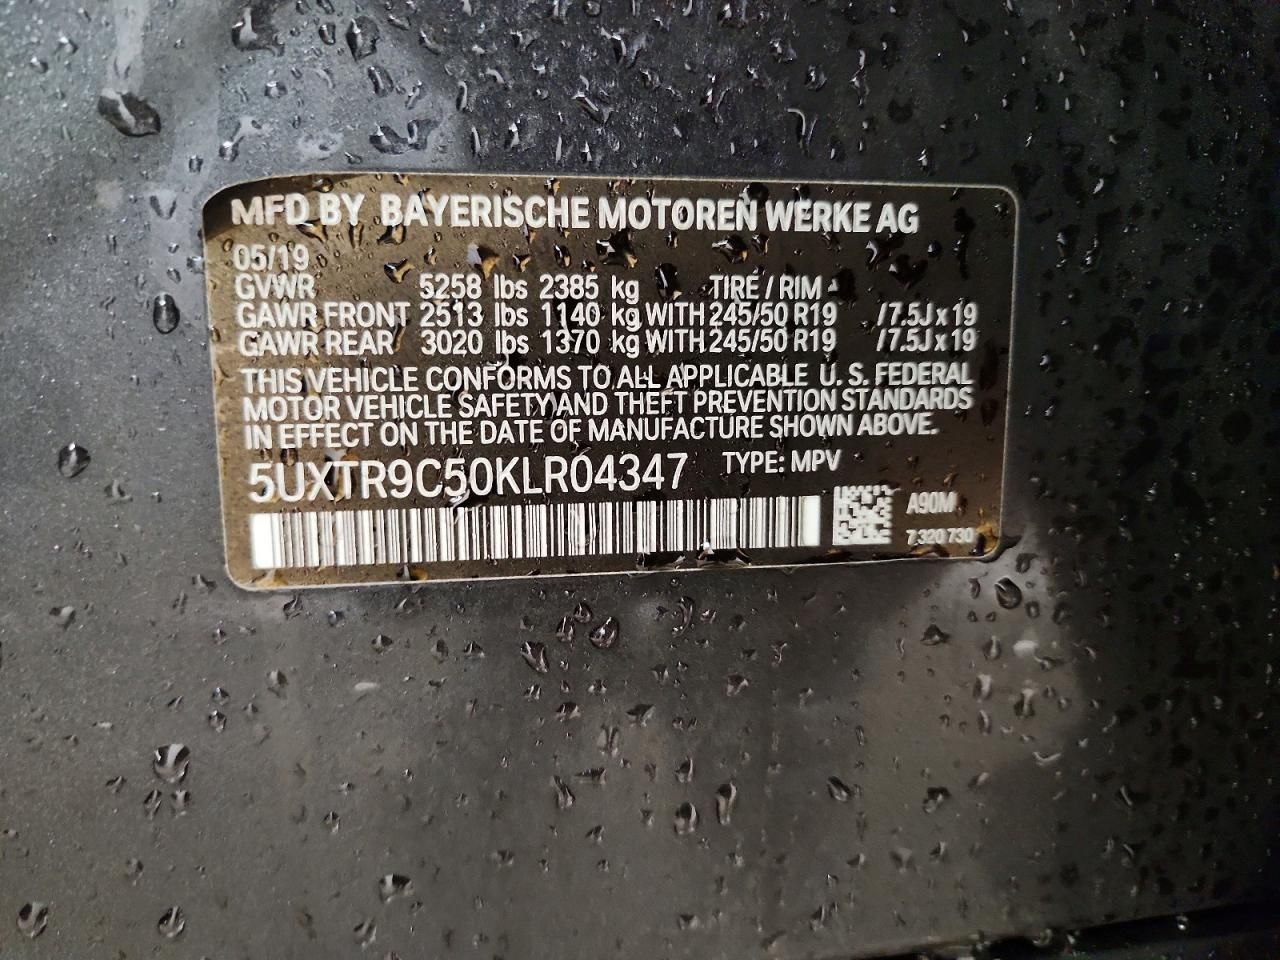 MFD BY BAYERISCHE MOTOREN WERKE AG
05/19
GVWR 5258 lbs 2385 kg TIRE / RIM
GAWR FRONT 2513 lbs 1140 kg WITH 245/50 R19 /7.5J x 19
GAWR REAR 3020 lbs 1370 kg WITH 245/50 R19 /7.5J x 19
THIS VEHICLE CONFORMS TO ALL APPLICABLE U. S. FEDERAL
MOTOR VEHICLE SAFETY AND THEFT PREVENTION STANDARDS
IN EFFECT ON THE DATE OF MANUFACTURE SHOWN ABOVE.
5UXTR9C50KLR04347 TYPE: MPV
A90M
7 320 730